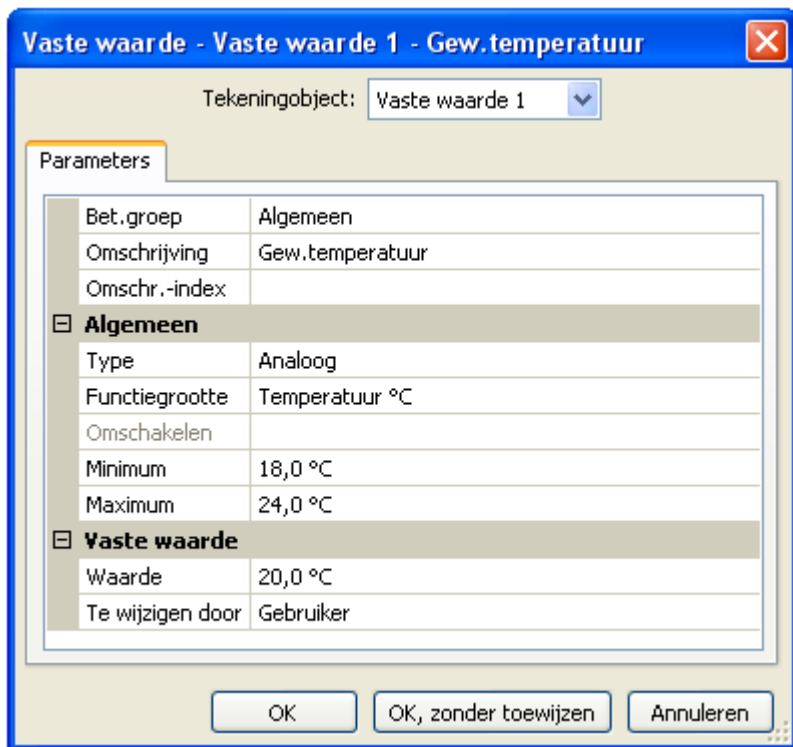 Vaste waarde - Vaste waarde 1 - Gew.temperatuur
Tekeningobject: Vaste waarde 1
Parameters
Bet.groep Algemeen
Omschrijving Gew.temperatuur
Omschr.-index
Algemeen
Type Analoog
Functiegrootte Temperatuur °C
Omschakelen
Minimum 18,0 °C
Maximum 24,0 °C
Vaste waarde
Waarde 20,0 °C
Te wijzigen door Gebruiker
OK OK, zonder toewijzen Annuleren